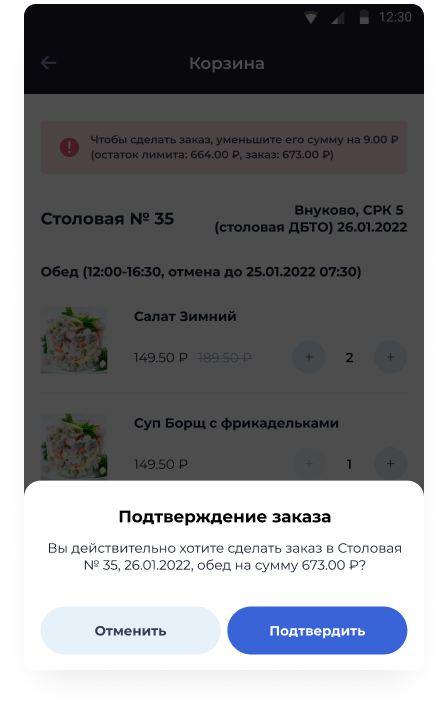 12:30
Корзина
Чтобы сделать заказ, уменьшите его сумму на 9.00 ₽
(остаток лимита: 664.00 ₽, заказ: 673.00 ₽)
Столовая № 35
Внуково, СРК 5
(столовая ДБТО) 26.01.2022
Обед (12:00-16:30, отмена до 25.01.2022 07:30)
Салат Зимний
149.50 ₽ 189.50 ₽ + 2 +
Суп Борщ с фрикадельками
149.50 ₽ + 1 +
Подтверждение заказа
Вы действительно хотите сделать заказ в Столовая
№ 35, 26.01.2022, обед на сумму 673.00 ₽?
Отменить Подтвердить